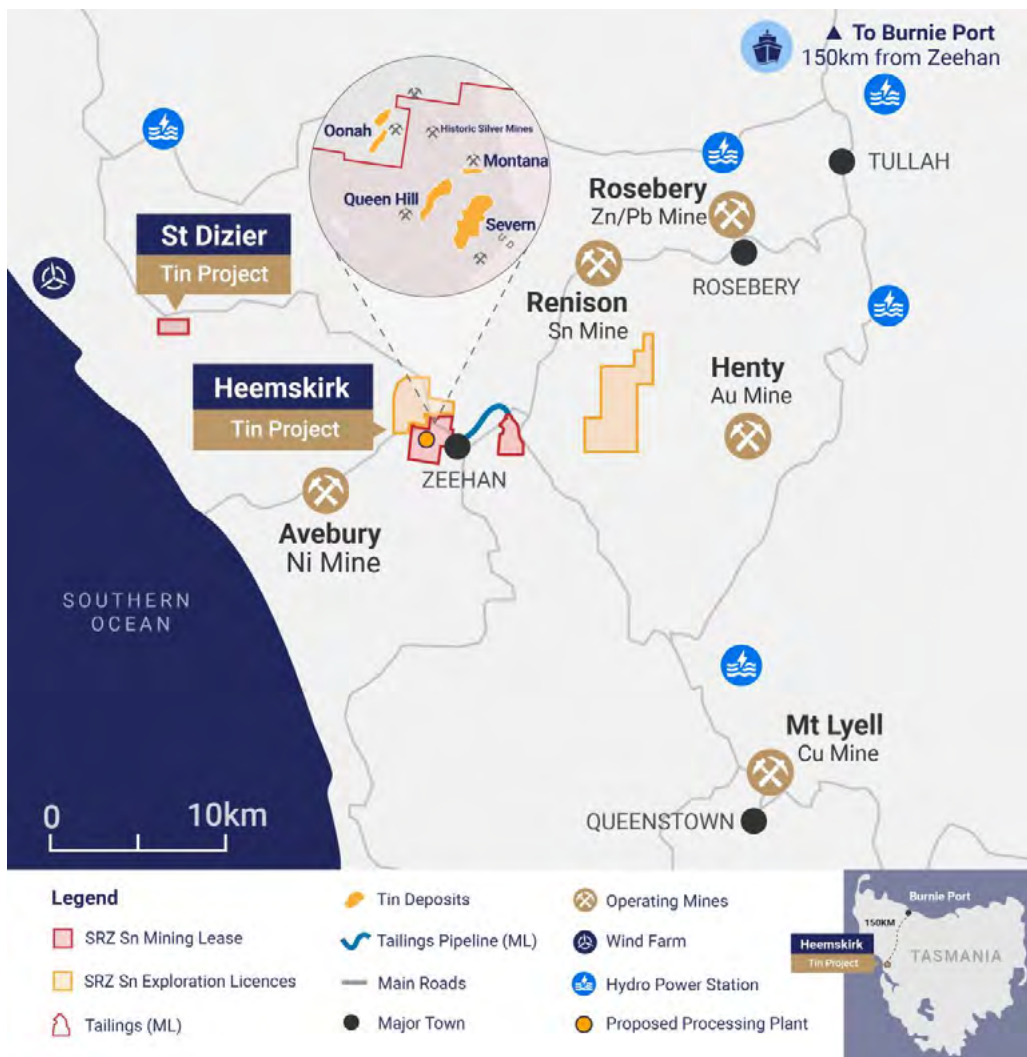 ▲ To Burnie Port
150km from Zeehan
Oonah
Historic Silver Mines
Montana
Queen Hill
Severn
TULLAH
Rosebery
Zn/Pb Mine
ROSEBERY
St Dizier
Tin Project
Renison
Sn Mine
Heemskirk
Tin Project
Henty
Au Mine
ZEEHAN
Avebury
Ni Mine
SOUTHERN
OCEAN
Mt Lyell
Cu Mine
QUEENSTOWN
0 10km
Legend
SRZ Sn Mining Lease
SRZ Sn Exploration Licences
Tailings (ML)
Tin Deposits
Tailings Pipeline (ML)
Main Roads
Major Town
Operating Mines
Wind Farm
Hydro Power Station
Proposed Processing Plant
Burnie Port
150KM
Heemskirk
Tin Project
TASMANIA